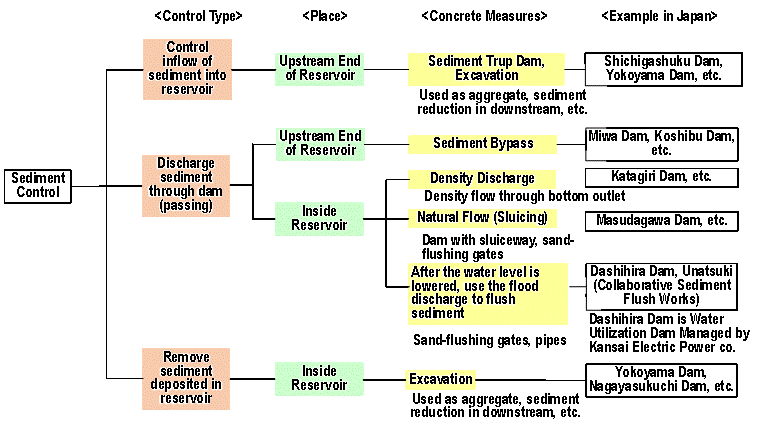 <Control Type> <Place> <Concrete Measures> <Example in Japan>
Sediment
Control
Control
inflow of
sediment into
reservoir
Upstream End
of Reservoir
Sediment Trup Dam,
Excavation
Used as aggregate, sediment
reduction in downstream, etc.
Shichigashuku Dam,
Yokoyama Dam, etc.
Discharge
sediment
through dam
(passing)
Upstream End
of Reservoir
Sediment Bypass
Miwa Dam, Koshibu Dam,
etc.
Inside
Reservoir
Density Discharge
Density flow through bottom outlet
Katagiri Dam, etc.
Natural Flow (Sluicing)
Dam with sluiceway, sand-
flushing gates
Masudagawa Dam, etc.
After the water level is
lowered, use the flood
discharge to flush
sediment
Sand-flushing gates, pipes
Dashihira Dam, Unatsuki
(Collaborative Sediment
Flush Works)
Dashihira Dam is Water
Utilization Dam Managed by
Kansai Electric Power co.
Remove
sediment
deposited in
reservoir
Inside
Reservoir
Excavation
Used as aggregate, sediment
reduction in downstream, etc.
Yokoyama Dam,
Nagayasukuchi Dam, etc.